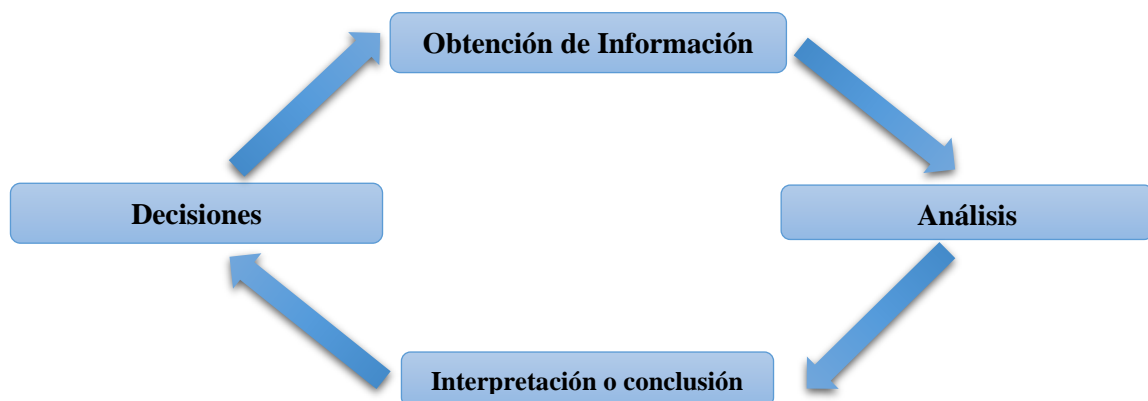 Obtención de Información
Decisiones
Análisis
Interpretación o conclusión